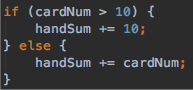 if (cardNum > 10) {
    handSum += 10;
} else {
    handSum += cardNum;
}